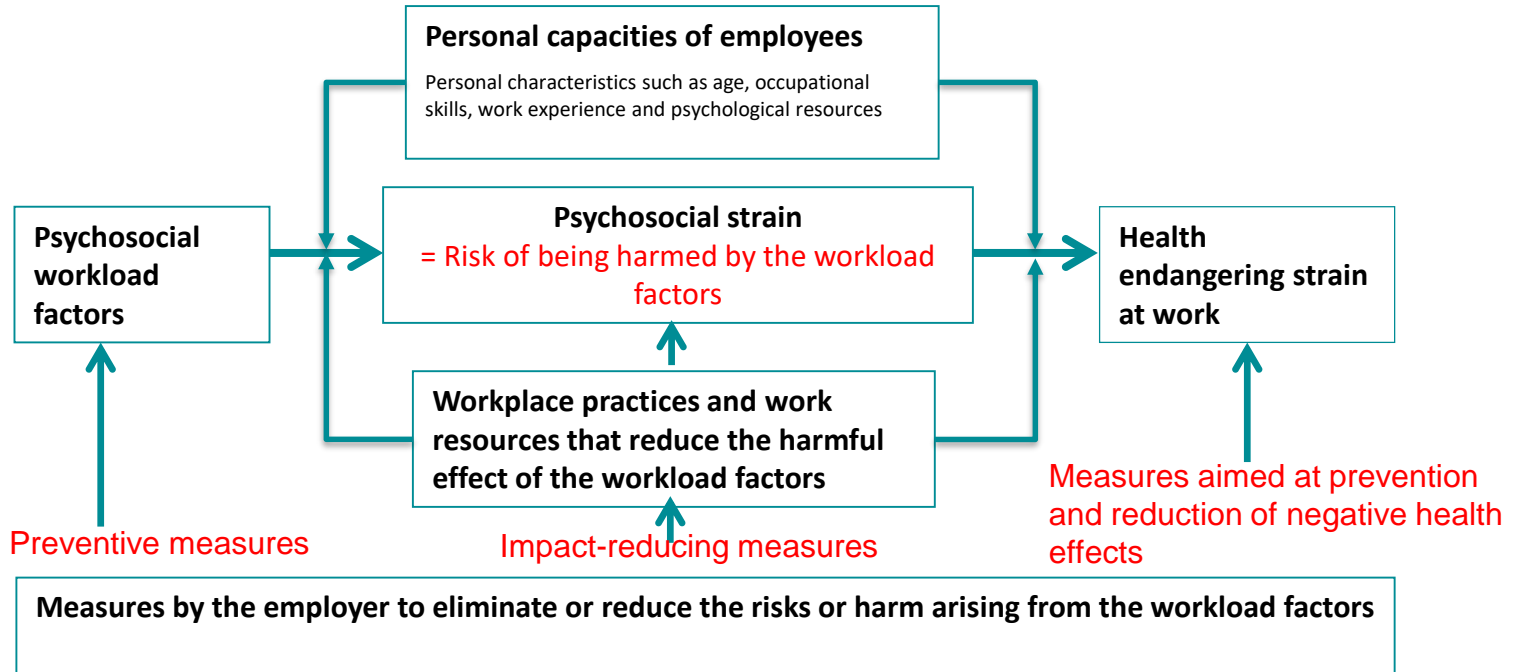 Personal capacities of employees
Personal characteristics such as age, occupational
skills, work experience and psychological resources
Psychosocial
workload
factors
Psychosocial strain
= Risk of being harmed by the workload
factors
Health
endangering strain
at work
Workplace practices and work
resources that reduce the harmful
effect of the workload factors
Preventive measures
Impact-reducing measures
Measures aimed at prevention
and reduction of negative health
effects
Measures by the employer to eliminate or reduce the risks or harm arising from the workload factors